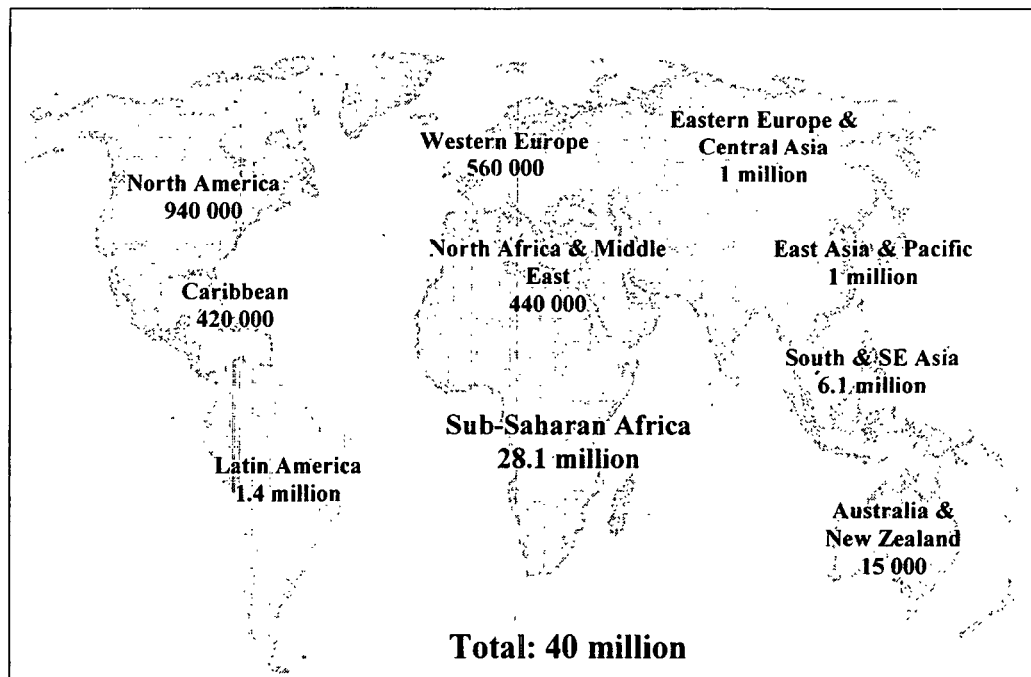 Western Europe
560 000
Eastern Europe &
Central Asia
1 million
North America
940 000
North Africa & Middle
East
440 000
East Asia & Pacific
1 million
Caribbean
420 000
South & SE Asia
6.1 million
Sub-Saharan Africa
28.1 million
Latin America
1.4 million
Australia &
New Zealand
15 000
Total: 40 million